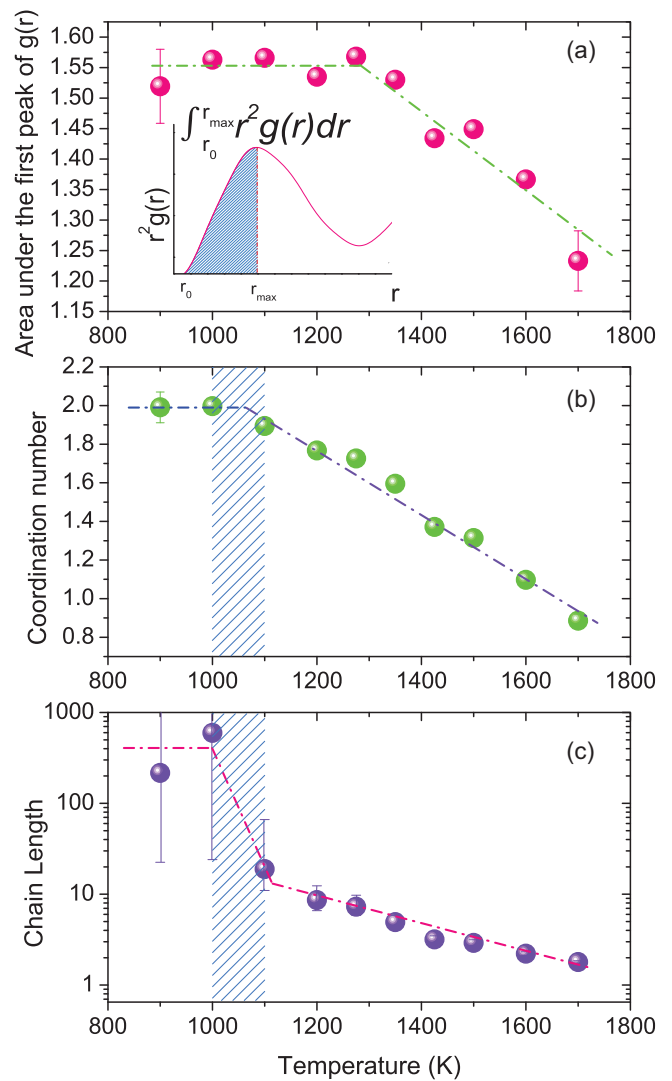 Area under the first peak of g(r)
1.60
1.55
1.50
1.45
1.40
1.35
1.30
1.25
1.20
1.15
(a)
∫r₀ rmax r²g(r)dr
r²g(r)
r₀
rmax
r
800 1000 1200 1400 1600 1800
Coordination number
2.2
2.0
1.8
1.6
1.4
1.2
1.0
0.8
(b)
800 1000 1200 1400 1600 1800
Chain Length
1000
100
10
1
(c)
800 1000 1200 1400 1600 1800
Temperature (K)